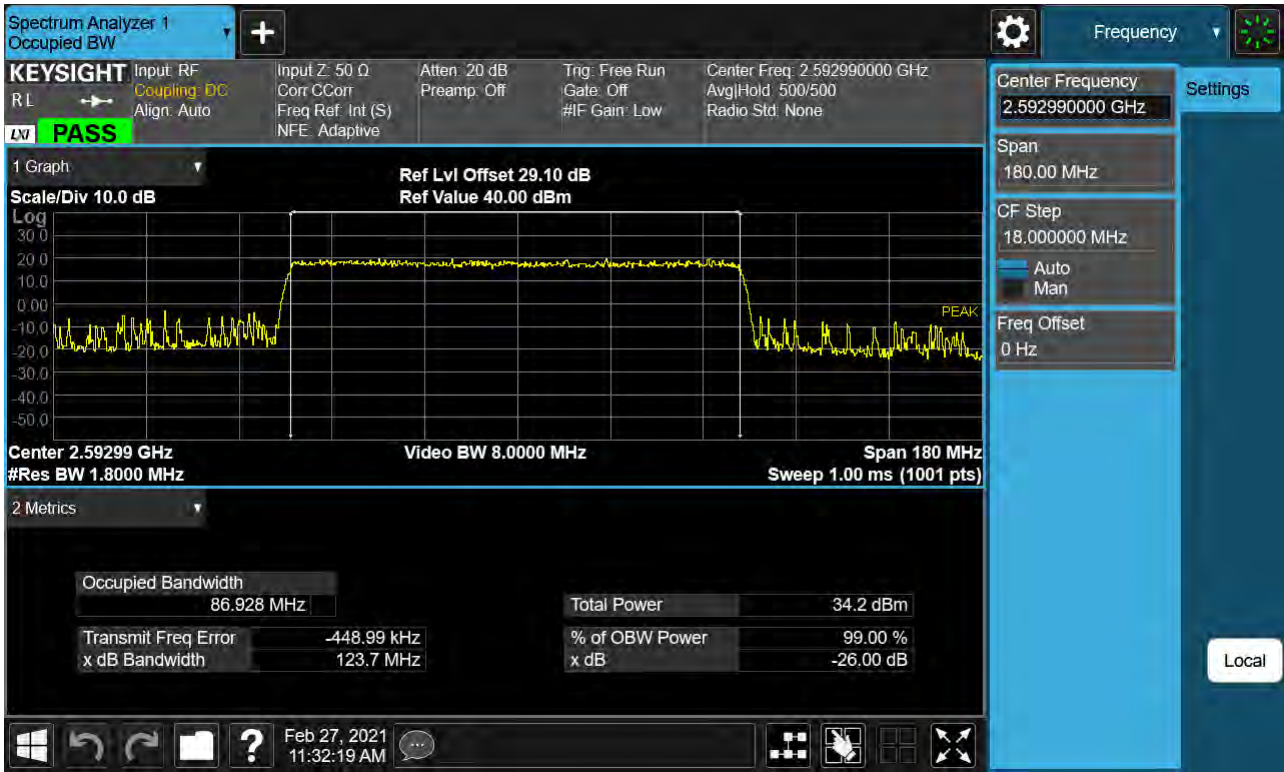 Spectrum Analyzer 1
Occupied BW
Frequency
KEYSIGHT
R L
LXI
PASS
Input: RF
Coupling: DC
Align: Auto
Input Z: 50 Ω
Corr CCorr
Freq Ref: Int (S)
NFE: Adaptive
Atten: 20 dB
Preamp: Off
Trig: Free Run
Gate: Off
#IF Gain: Low
Center Freq: 2.592990000 GHz
Avg|Hold: 500/500
Radio Std: None
Center Frequency
2.592990000 GHz
Settings
Span
180.00 MHz
CF Step
18.000000 MHz
Auto
Man
Freq Offset
0 Hz
Local
1 Graph
Scale/Div 10.0 dB
Ref Lvl Offset 29.10 dB
Ref Value 40.00 dBm
Log
30.0
20.0
10.0
0.00
-10.0
-20.0
-30.0
-40.0
-50.0
PEAK
Center 2.59299 GHz
Video BW 8.0000 MHz
Span 180 MHz
#Res BW 1.8000 MHz
Sweep 1.00 ms (1001 pts)
2 Metrics
Occupied Bandwidth
86.928 MHz
Total Power 34.2 dBm
Transmit Freq Error -448.99 kHz
% of OBW Power 99.00 %
x dB Bandwidth 123.7 MHz
x dB -26.00 dB
Feb 27, 2021
11:32:19 AM